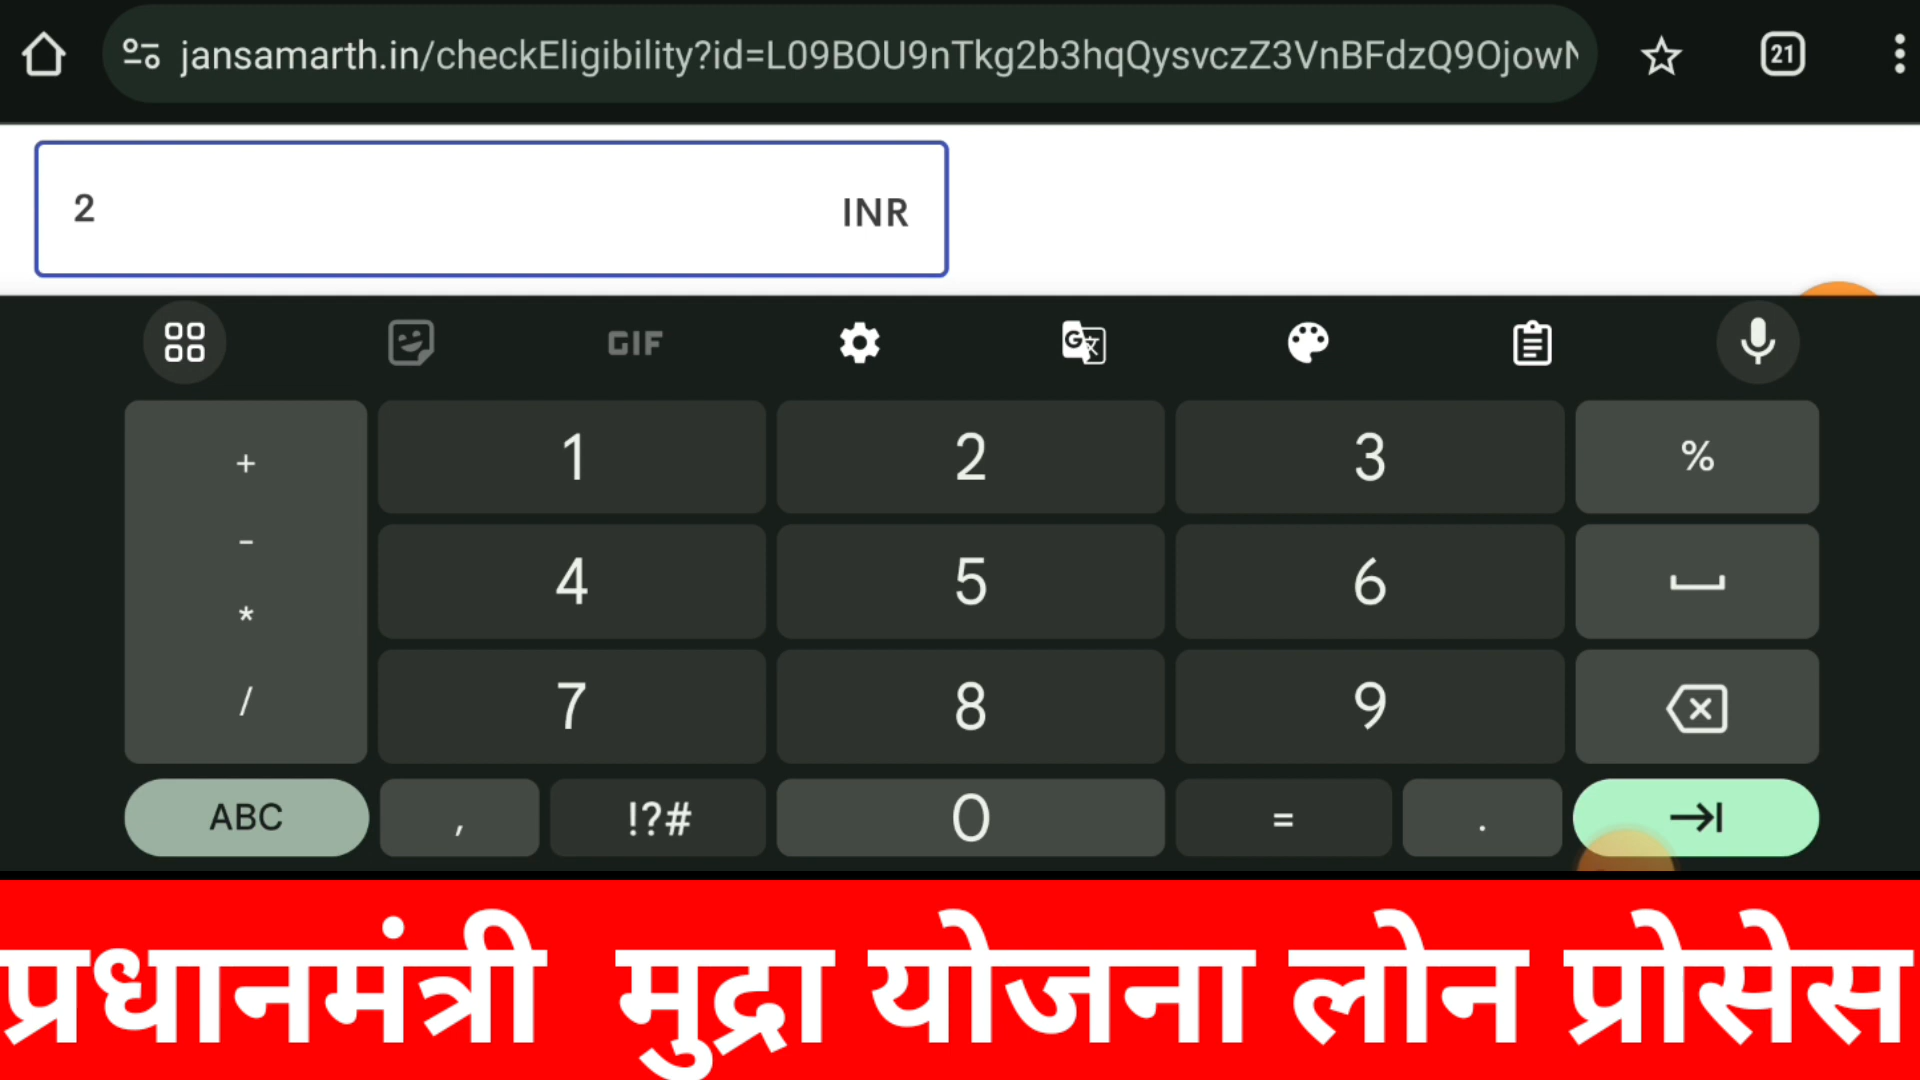 jansamarth.in/checkEligibility?id=L09BOU9nTkg2b3hqQysvczZ3VnBFdzQ9Ojow
21
2 INR
GIF
+ 1 2 3 %
- 4 5 6
*
/ 7 8 9
ABC , !?# 0 = .
प्रधानमंत्री मुद्रा योजना लोन प्रोसेस